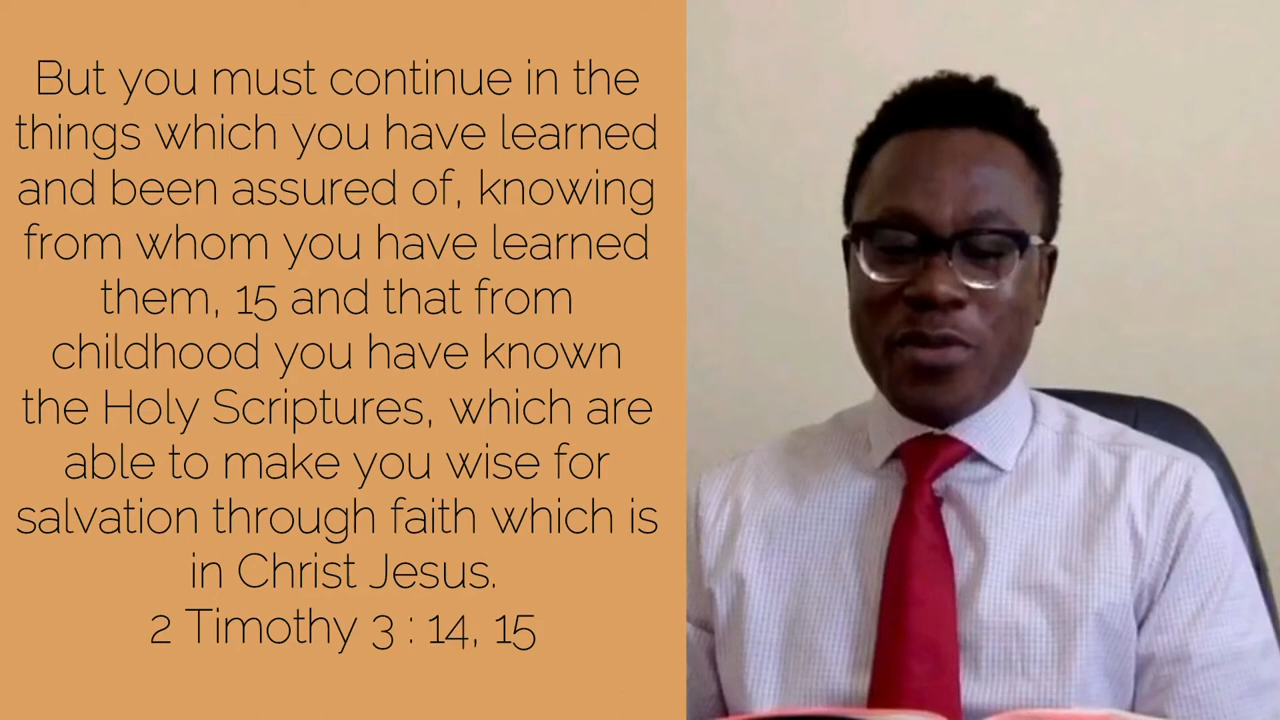 But you must continue in the
things which you have learned
and been assured of, knowing
from whom you have learned
them, 15 and that from
childhood you have known
the Holy Scriptures, which are
able to make you wise for
salvation through faith which is
in Christ Jesus.
2 Timothy 3 : 14, 15